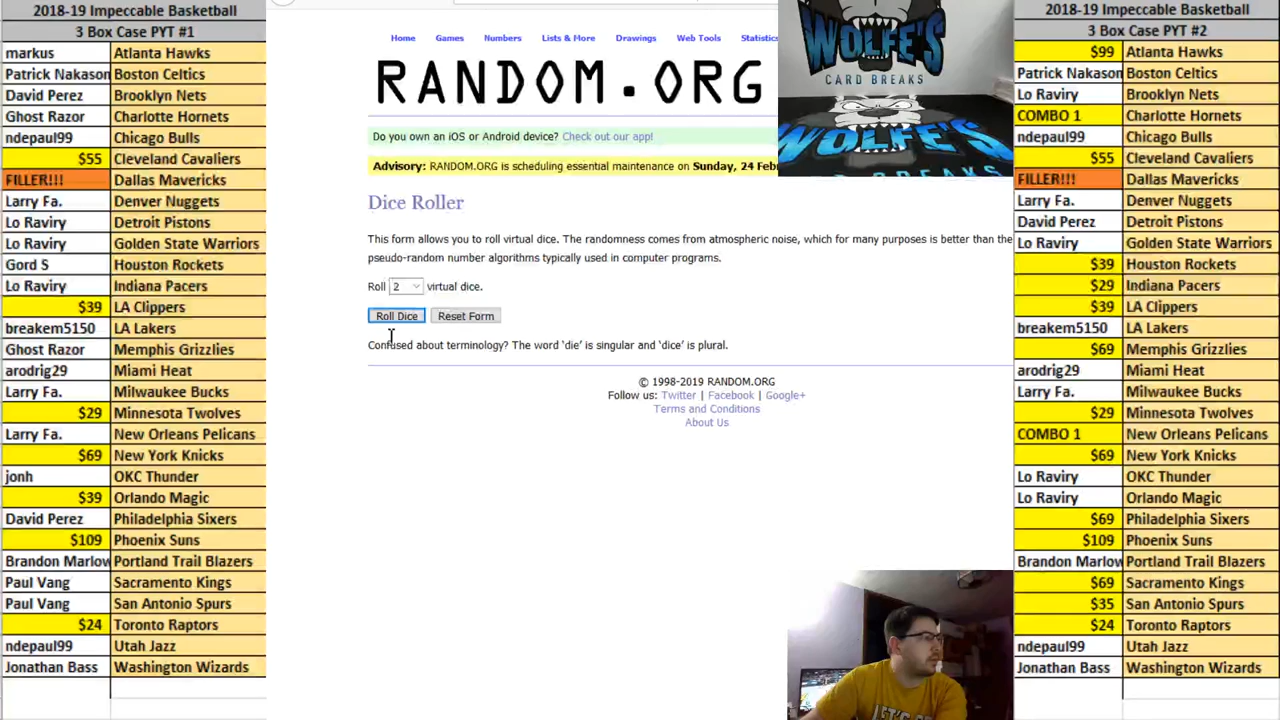 2018-19 Impeccable Basketball
3 Box Case PYT #1
markus Atlanta Hawks
Patrick Nakason Boston Celtics
David Perez Brooklyn Nets
Ghost Razor Charlotte Hornets
ndepaul99 Chicago Bulls
$55 Cleveland Cavaliers
FILLER!!! Dallas Mavericks
Larry Fa. Denver Nuggets
Lo Raviry Detroit Pistons
Lo Raviry Golden State Warriors
Gord S Houston Rockets
Lo Raviry Indiana Pacers
$39 LA Clippers
breakem5150 LA Lakers
Ghost Razor Memphis Grizzlies
arodrig29 Miami Heat
Larry Fa. Milwaukee Bucks
$29 Minnesota Twolves
Larry Fa. New Orleans Pelicans
$69 New York Knicks
jonh OKC Thunder
$39 Orlando Magic
David Perez Philadelphia Sixers
$109 Phoenix Suns
Brandon Marlow Portland Trail Blazers
Paul Vang Sacramento Kings
Paul Vang San Antonio Spurs
$24 Toronto Raptors
ndepaul99 Utah Jazz
Jonathan Bass Washington Wizards
Home Games Numbers Lists & More Drawings Web Tools Statistics
RANDOM.ORG
Do you own an iOS or Android device? Check out our app!
Advisory: RANDOM.ORG is scheduling essential maintenance on Sunday, 24 Feb
Dice Roller
This form allows you to roll virtual dice. The randomness comes from atmospheric noise, which for many purposes is better than the
pseudo-random number algorithms typically used in computer programs.
Roll 2 virtual dice.
Roll Dice Reset Form
Confused about terminology? The word ‘die’ is singular and ‘dice’ is plural.
© 1998-2019 RANDOM.ORG
Follow us: Twitter | Facebook | Google+
Terms and Conditions
About Us
WOLFE'S
CARD BREAKS
WOLFE'S
CARD BREAKS
2018-19 Impeccable Basketball
3 Box Case PYT #2
$99 Atlanta Hawks
Patrick Nakason Boston Celtics
Lo Raviry Brooklyn Nets
COMBO 1 Charlotte Hornets
ndepaul99 Chicago Bulls
$55 Cleveland Cavaliers
FILLER!!! Dallas Mavericks
Larry Fa. Denver Nuggets
David Perez Detroit Pistons
Lo Raviry Golden State Warriors
$39 Houston Rockets
$29 Indiana Pacers
$39 LA Clippers
breakem5150 LA Lakers
$69 Memphis Grizzlies
arodrig29 Miami Heat
Larry Fa. Milwaukee Bucks
$29 Minnesota Twolves
COMBO 1 New Orleans Pelicans
$69 New York Knicks
Lo Raviry OKC Thunder
Lo Raviry Orlando Magic
$69 Philadelphia Sixers
$109 Phoenix Suns
Brandon Marlow Portland Trail Blazers
$69 Sacramento Kings
$35 San Antonio Spurs
$24 Toronto Raptors
ndepaul99 Utah Jazz
Jonathan Bass Washington Wizards